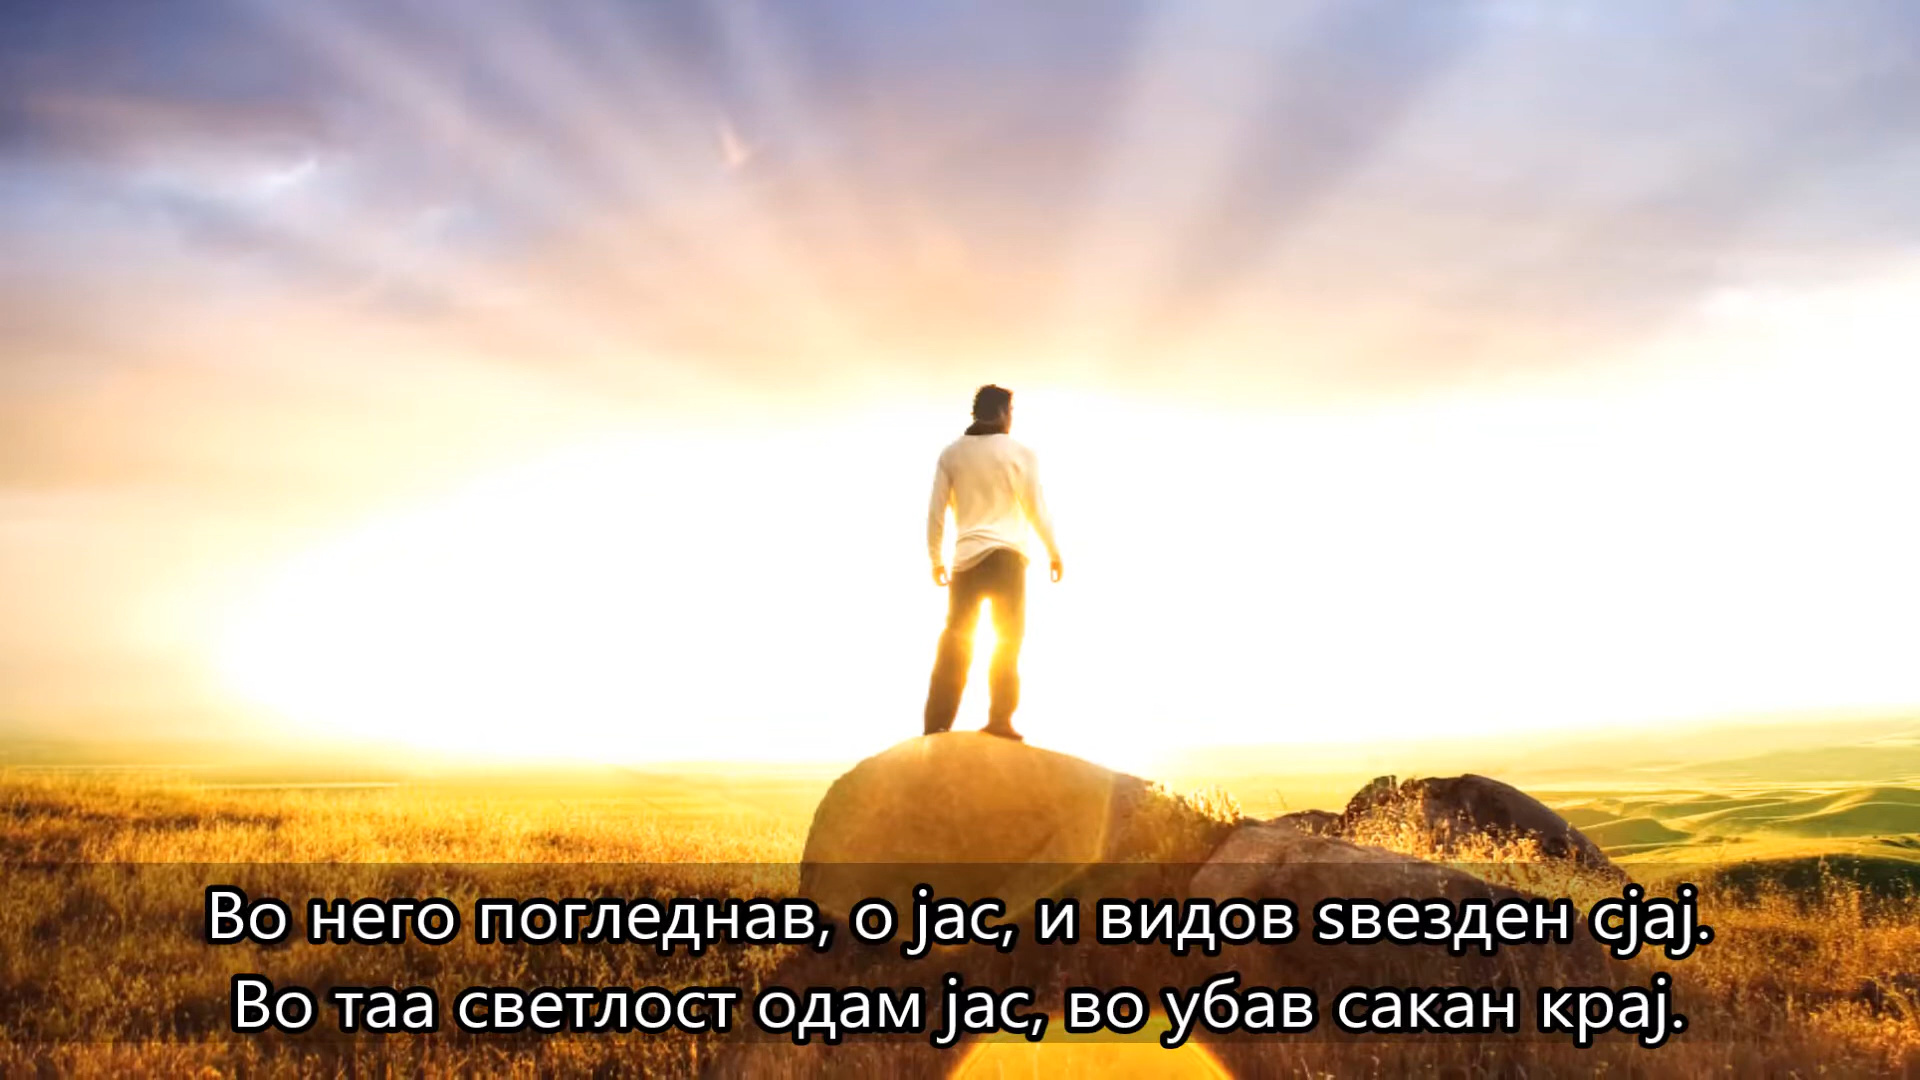 Во него погледнав, о јас, и видов ѕвезден сјај.
Во таа светлост одам јас, во убав сакан крај.